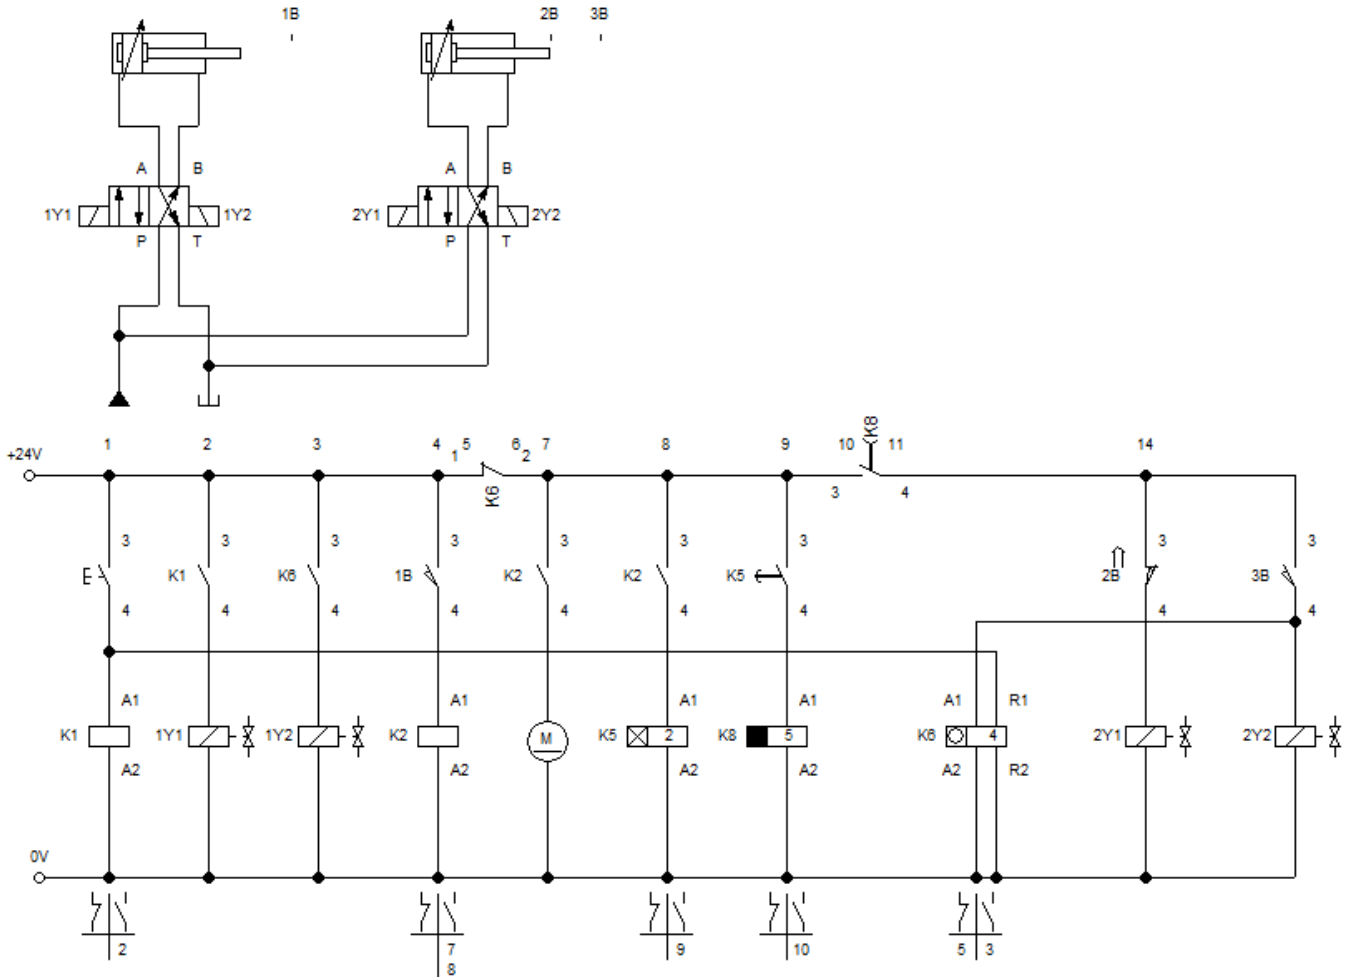 1B 2B 3B
A B A B
1Y1 1Y2 2Y1 2Y2
P T P T
K8
1 2 3 4 5 6 7 8 9 10 11 14
+24V 1 2
K6 3 4
3 3 3 3 3 3 3 3 3
K1 K6 1B K2 K2 K5 2B 3B
4 4 4 4 4 4 4 4 4
A1 A1 A1 A1 A1 R1
K1 1Y1 1Y2 K2 M K5 2 K8 5 K6 4 2Y1 2Y2
A2 A2 A2 A2 A2 R2
0V
2 7 9 10 5 3
8